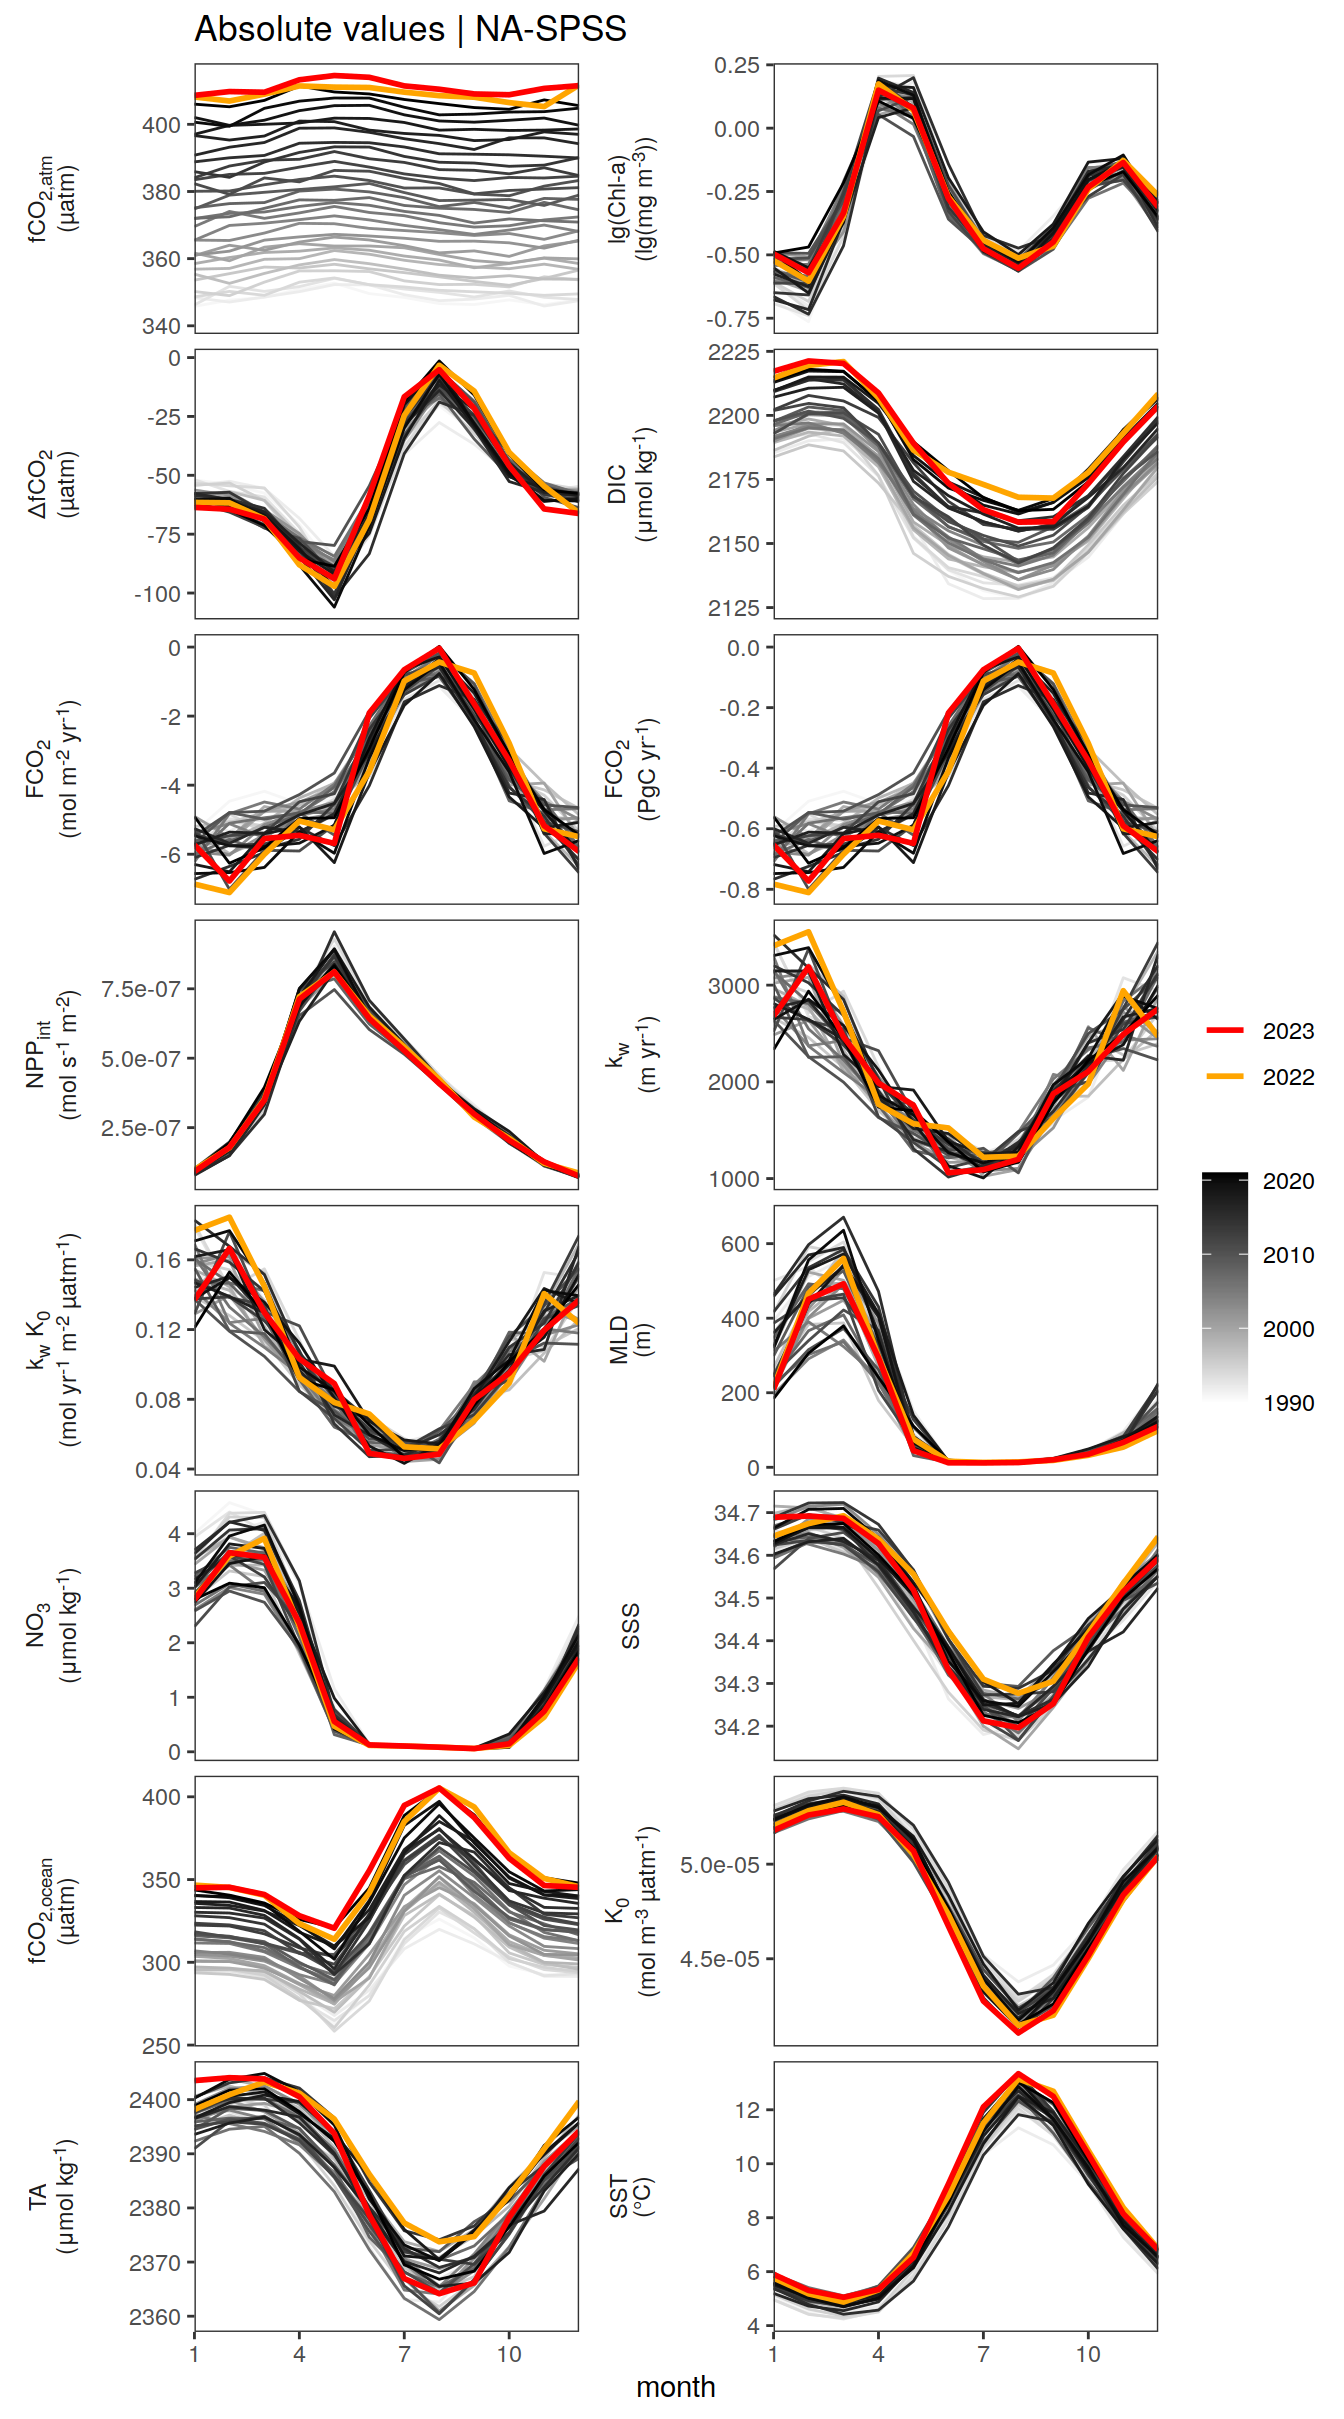 Absolute values | NA-SPSS
fCO2,atm
(µatm)
400
380
360
340
lg(Chl-a)
(lg(mg m-3))
0.25
0.00
-0.25
-0.50
-0.75
ΔfCO2
(µatm)
0
-25
-50
-75
-100
DIC
(µmol kg-1)
2225
2200
2175
2150
2125
FCO2
(mol m-2 yr-1)
0
-2
-4
-6
FCO2
(PgC yr-1)
0.0
-0.2
-0.4
-0.6
-0.8
NPPint
(mol s-1 m-2)
7.5e-07
5.0e-07
2.5e-07
kw
(m yr-1)
3000
2000
1000
2023
2022
2020
2010
2000
1990
kw K0
(mol yr-1 m-2 µatm-1)
0.16
0.12
0.08
0.04
MLD
(m)
600
400
200
0
NO3
(µmol kg-1)
4
3
2
1
0
SSS
34.7
34.6
34.5
34.4
34.3
34.2
fCO2,ocean
(µatm)
400
350
300
250
K0
(mol m-3 µatm-1)
5.0e-05
4.5e-05
TA
(µmol kg-1)
2400
2390
2380
2370
2360
SST
(°C)
12
10
8
6
4
1 4 7 10
1 4 7 10
month